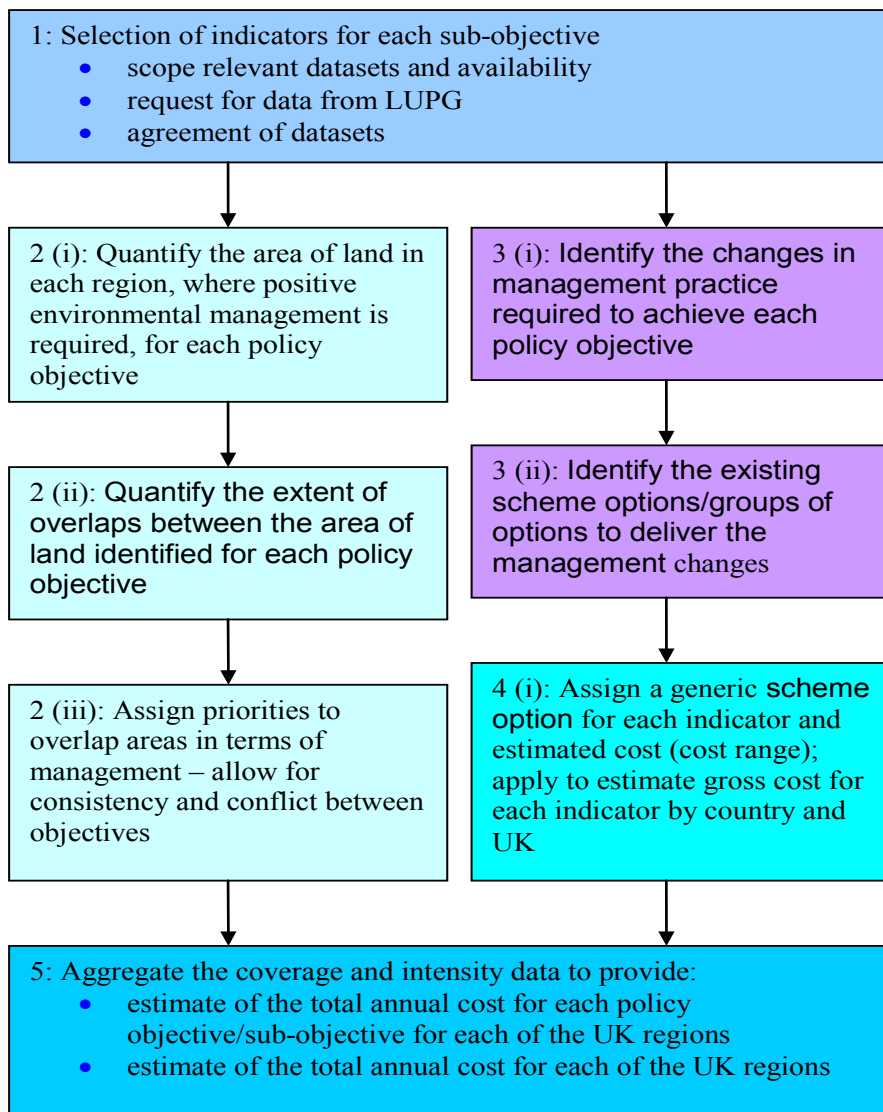 1: Selection of indicators for each sub-objective
• scope relevant datasets and availability
• request for data from LUPG
• agreement of datasets
2 (i): Quantify the area of land in
each region, where positive
environmental management is
required, for each policy
objective
2 (ii): Quantify the extent of
overlaps between the area of
land identified for each policy
objective
2 (iii): Assign priorities to
overlap areas in terms of
management – allow for
consistency and conflict between
objectives
3 (i): Identify the changes in
management practice
required to achieve each
policy objective
3 (ii): Identify the existing
scheme options/groups of
options to deliver the
management changes
4 (i): Assign a generic scheme
option for each indicator and
estimated cost (cost range);
apply to estimate gross cost for
each indicator by country and
UK
5: Aggregate the coverage and intensity data to provide:
• estimate of the total annual cost for each policy
objective/sub-objective for each of the UK regions
• estimate of the total annual cost for each of the UK regions